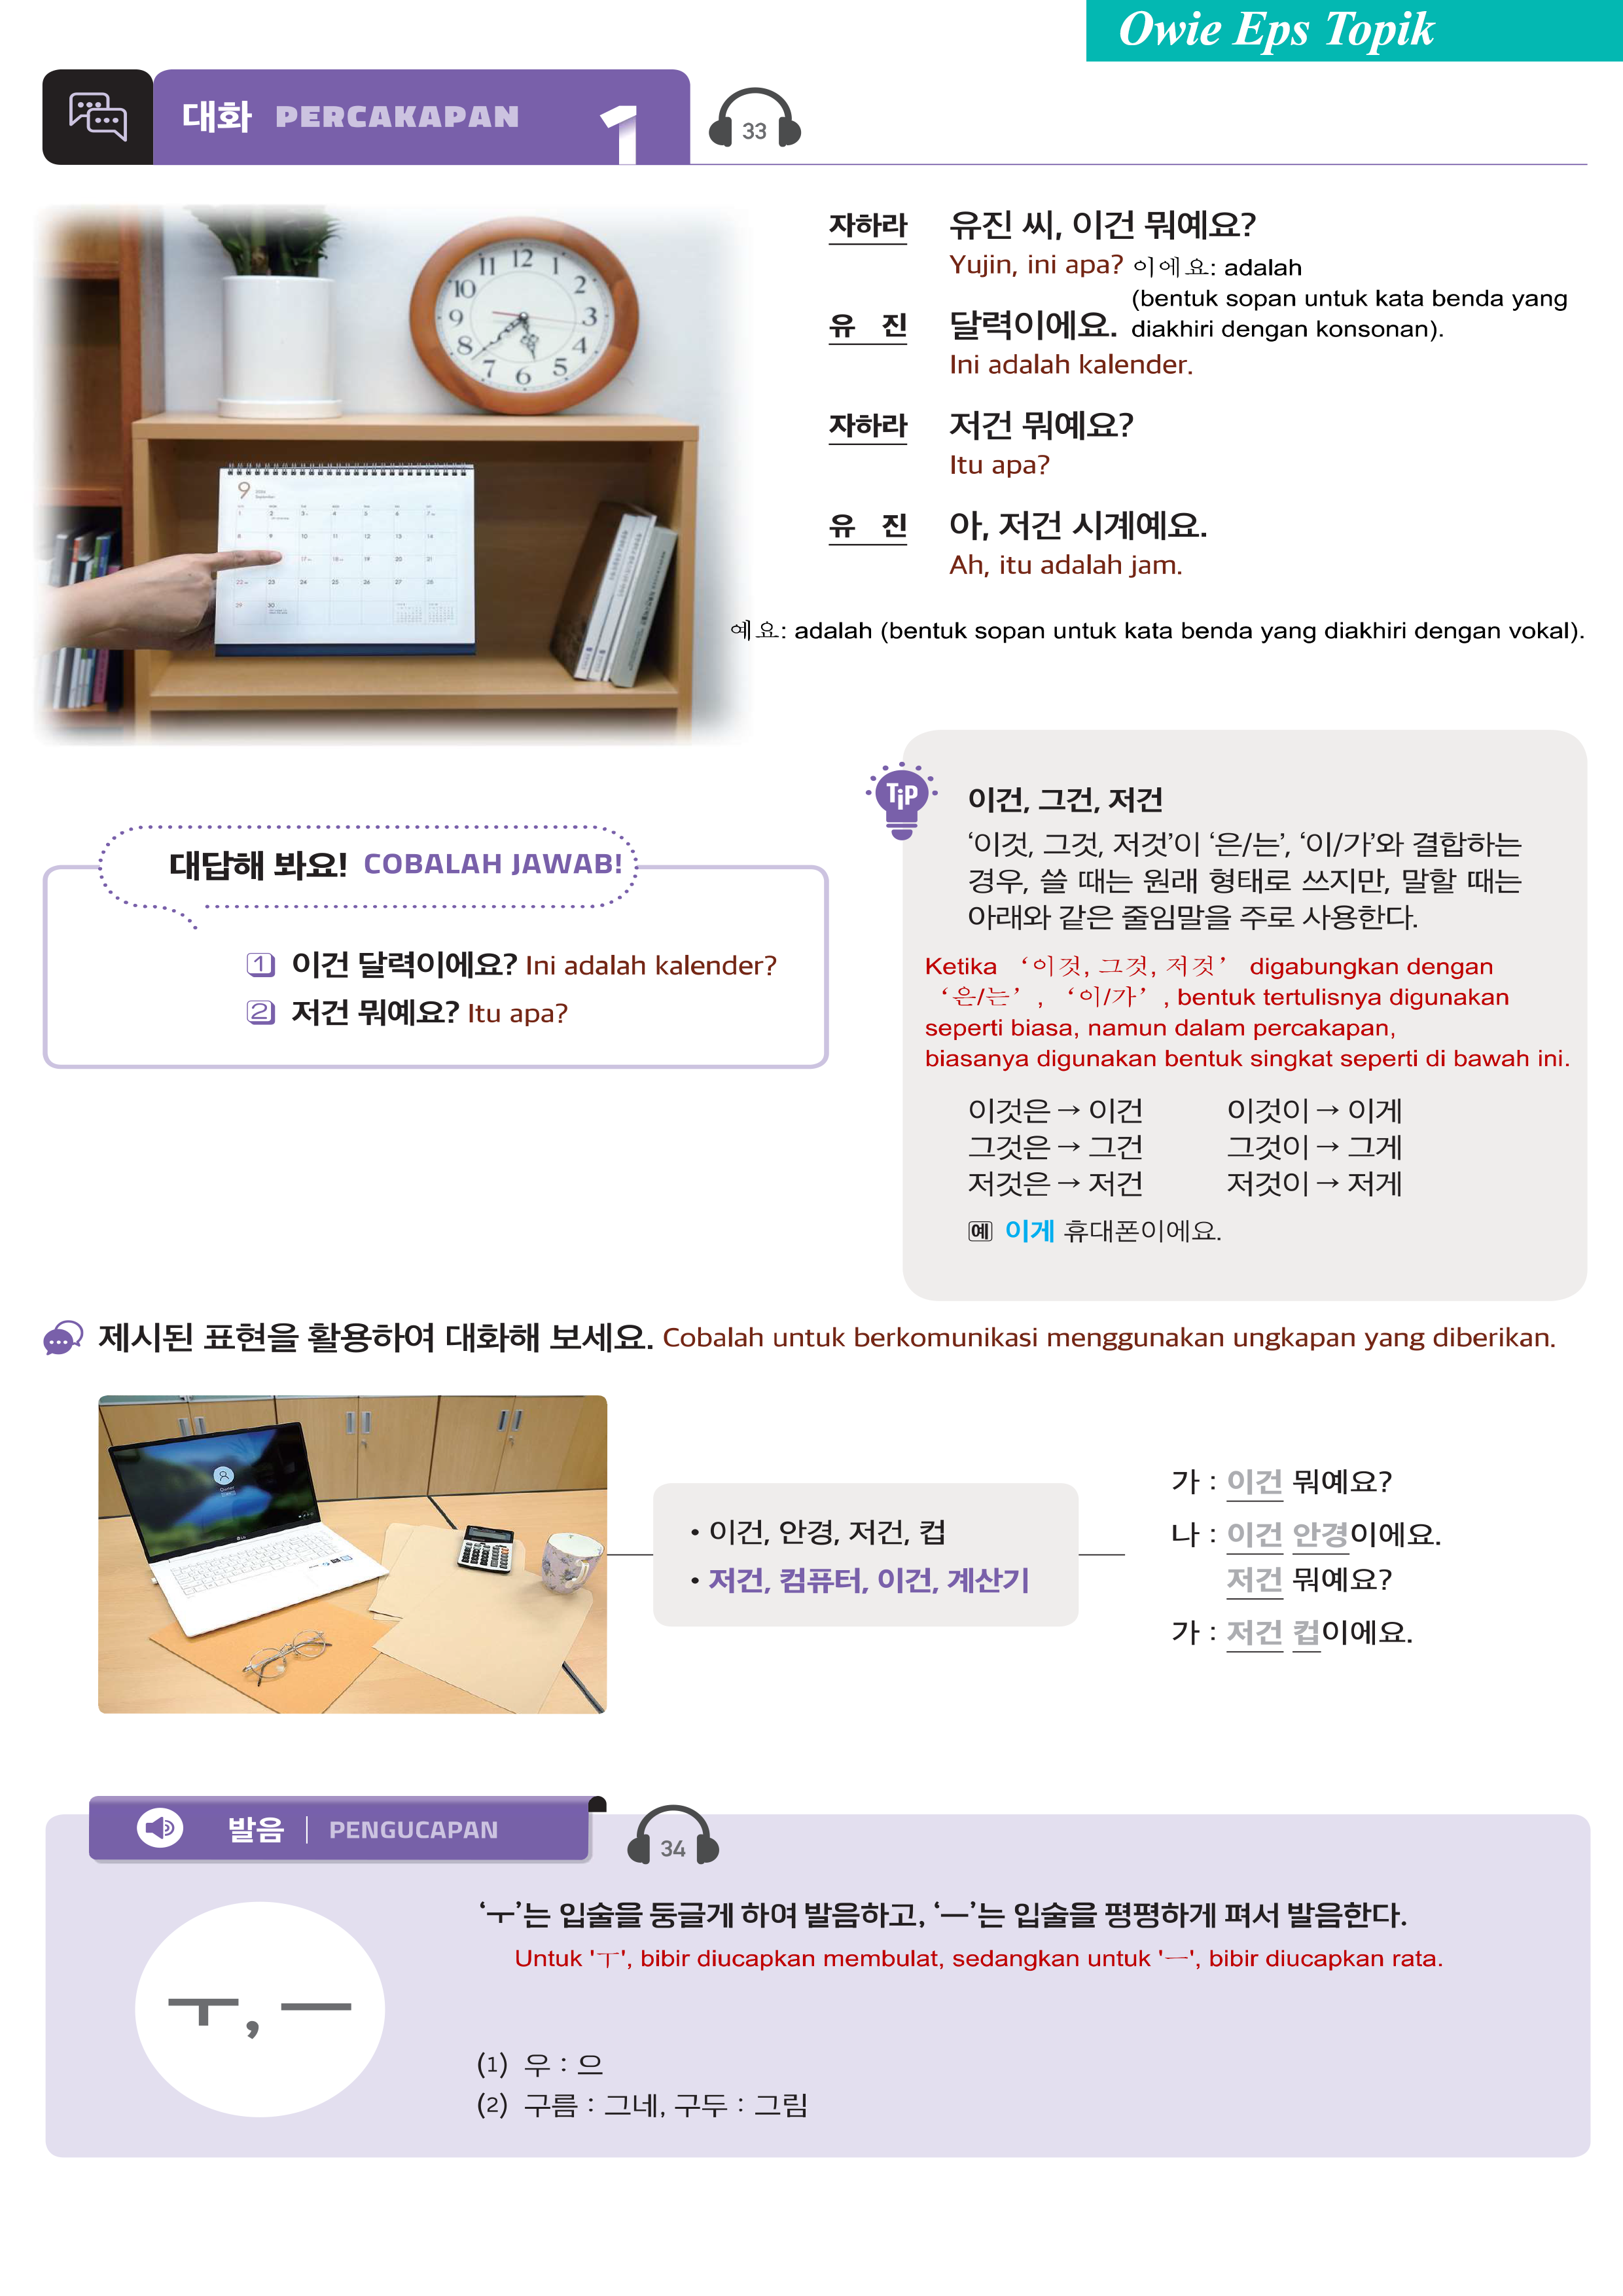 Owie Eps Topik
대화 PERCAKAPAN 1
33
자하라 유진 씨, 이건 뭐예요?
Yujin, ini apa? 이에요: adalah
(bentuk sopan untuk kata benda yang
유 진 달력이에요. diakhiri dengan konsonan).
Ini adalah kalender.
자하라 저건 뭐예요?
Itu apa?
유 진 아, 저건 시계예요.
Ah, itu adalah jam.
예요: adalah (bentuk sopan untuk kata benda yang diakhiri dengan vokal).
대답해 봐요! COBALAH JAWAB!
1 이건 달력이에요? Ini adalah kalender?
2 저건 뭐예요? Itu apa?
TiP
이건, 그건, 저건
‘이것, 그것, 저것’이 ‘은/는’, ‘이/가’와 결합하는
경우, 쓸 때는 원래 형태로 쓰지만, 말할 때는
아래와 같은 줄임말을 주로 사용한다.
Ketika ‘이것, 그것, 저것’ digabungkan dengan
‘은/는’, ‘이/가’, bentuk tertulisnya digunakan
seperti biasa, namun dalam percakapan,
biasanya digunakan bentuk singkat seperti di bawah ini.
이것은 → 이건 이것이 → 이게
그것은 → 그건 그것이 → 그게
저것은 → 저건 저것이 → 저게
예 이게 휴대폰이에요.
제시된 표현을 활용하여 대화해 보세요. Cobalah untuk berkomunikasi menggunakan ungkapan yang diberikan.
• 이건, 안경, 저건, 컵
• 저건, 컴퓨터, 이건, 계산기
가 : 이건 뭐예요?
나 : 이건 안경이에요.
저건 뭐예요?
가 : 저건 컵이에요.
발음 | PENGUCAPAN
34
ㅜ, ㅡ
‘ㅜ’는 입술을 둥글게 하여 발음하고, ‘ㅡ’는 입술을 평평하게 펴서 발음한다.
Untuk 'ㅜ', bibir diucapkan membulat, sedangkan untuk 'ㅡ', bibir diucapkan rata.
(1) 우 : 으
(2) 구름 : 그네, 구두 : 그림